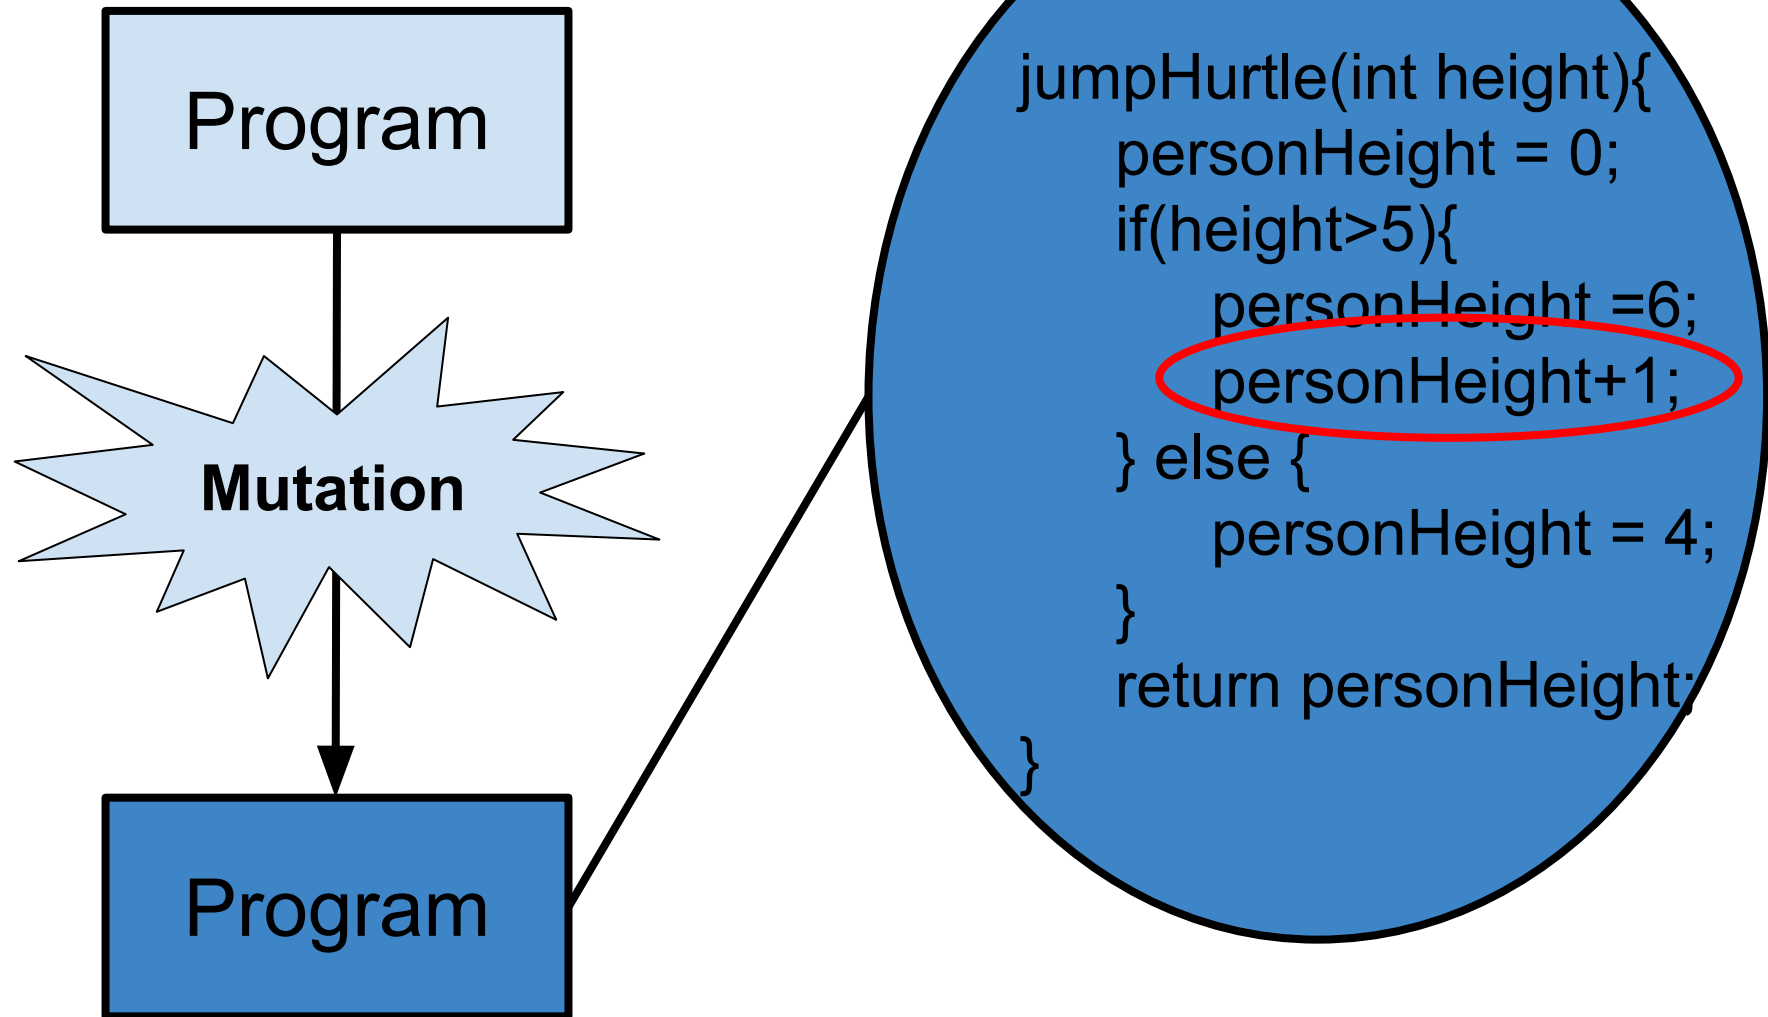 Program
Mutation
Program
jumpHurtle(int height){
personHeight = 0;
if(height>5){
personHeight =6;
personHeight+1;
} else {
personHeight = 4;
}
return personHeight;
}